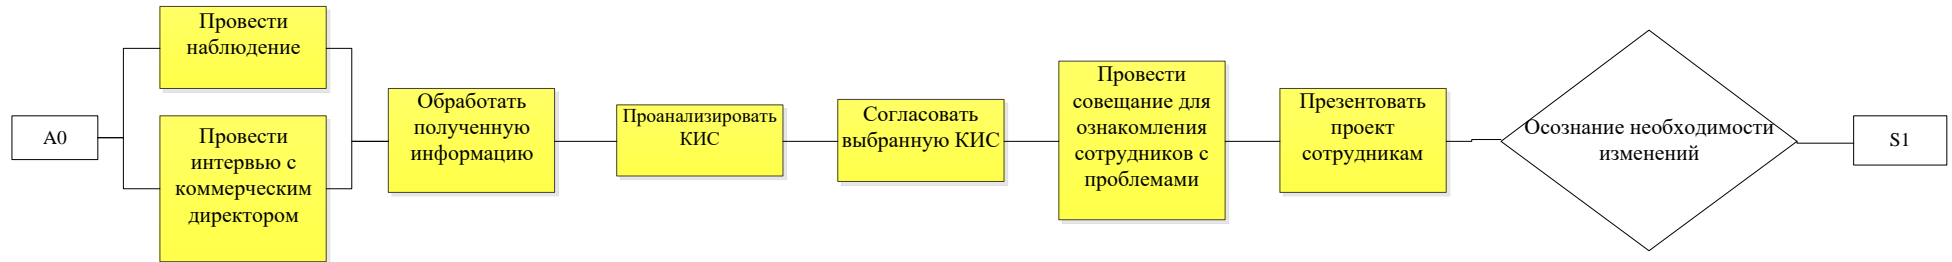 A0
Провести
наблюдение
Провести
интервью с
коммерческим
директором
Обработать
полученную
информацию
Проанализировать
КИС
Согласовать
выбранную КИС
Провести
совещание для
ознакомления
сотрудников с
проблемами
Презентовать
проект
сотрудникам
Осознание необходимости
изменений
S1